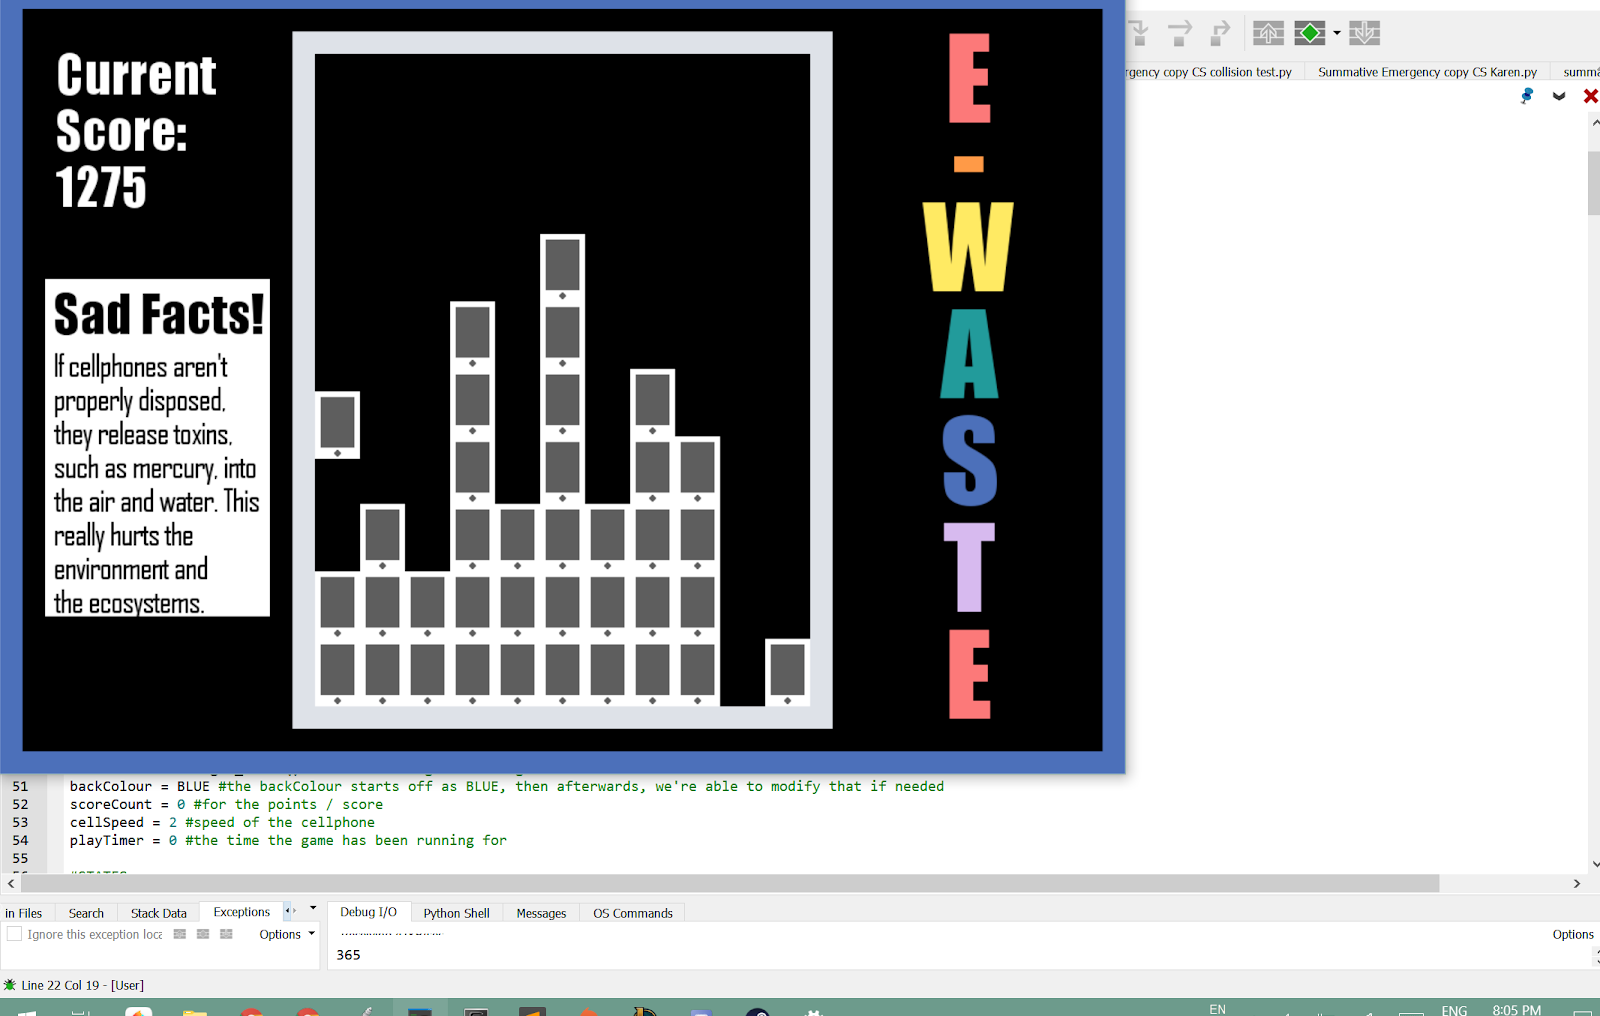 Current
Score:
1275
Sad Facts!
If cellphones aren't
properly disposed,
they release toxins,
such as mercury, into
the air and water. This
really hurts the
environment and
the ecosystems.
E
-
W
A
S
T
E
rgency copy CS collision test.py Summative Emergency copy CS Karen.py summa
51 backColour = BLUE #the backColour starts off as BLUE, then afterwards, we're able to modify that if needed
52 scoreCount = 0 #for the points / score
53 cellSpeed = 2 #speed of the cellphone
54 playTimer = 0 #the time the game has been running for
55
in Files Search Stack Data Exceptions Debug I/O Python Shell Messages OS Commands
Ignore this exception loca Options Options
365
Line 22 Col 19 - [User]
EN
ENG 8:05 PM